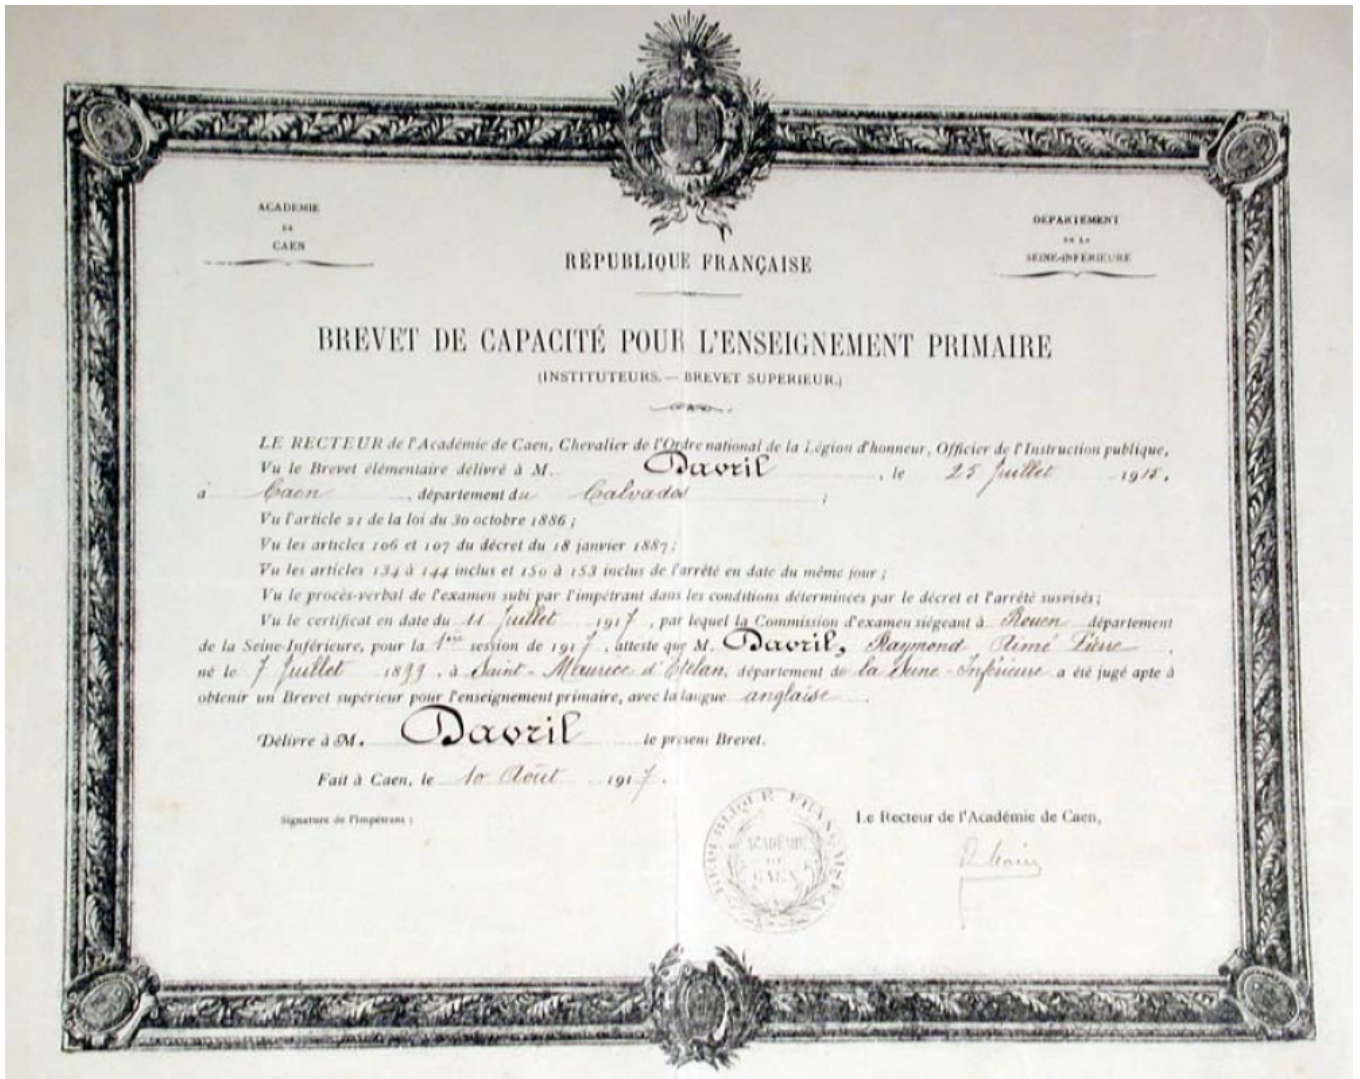 ACADEMIE
DE
CAEN
DÉPARTEMENT
DE LA
SEINE-INFÉRIEURE
RÉPUBLIQUE FRANÇAISE
BREVET DE CAPACITÉ POUR L'ENSEIGNEMENT PRIMAIRE
(INSTITUTEURS. — BREVET SUPÉRIEUR.)
LE RECTEUR de l'Académie de Caen, Chevalier de l'Ordre national de la Légion d'honneur, Officier de l'Instruction publique,
Vu le Brevet élémentaire délivré à M. Davril, le 25 Juillet 1915,
à Caen, département du Calvados ;
Vu l'article 21 de la loi du 30 octobre 1886 ;
Vu les articles 106 et 107 du décret du 18 janvier 1887 ;
Vu les articles 134 à 144 inclus et 150 à 153 inclus de l'arrêté en date du même jour ;
Vu le procès-verbal de l'examen subi par l'impétrant dans les conditions déterminées par le décret et l'arrêté susvisés ;
Vu le certificat en date du 11 Juillet 1917, par lequel la Commission d'examen siégeant à Rouen département
de la Seine-Inférieure, pour la 1ère session de 1917, atteste que M. Davril, Raymond Aimé Pierre,
né le 7 Juillet 1899, à Saint-Maurice d'Etelan, département de la Seine-Inférieure a été jugé apte à
obtenir un Brevet supérieur pour l'enseignement primaire, avec la langue anglaise.
Délivré à M. Davril le présent Brevet.
Fait à Caen, le 10 Août 1917.
Signature de l'Impétrant :
Le Recteur de l'Académie de Caen,
RÉPUBLIQUE FRANÇAISE
ACADÉMIE
DE
CAEN